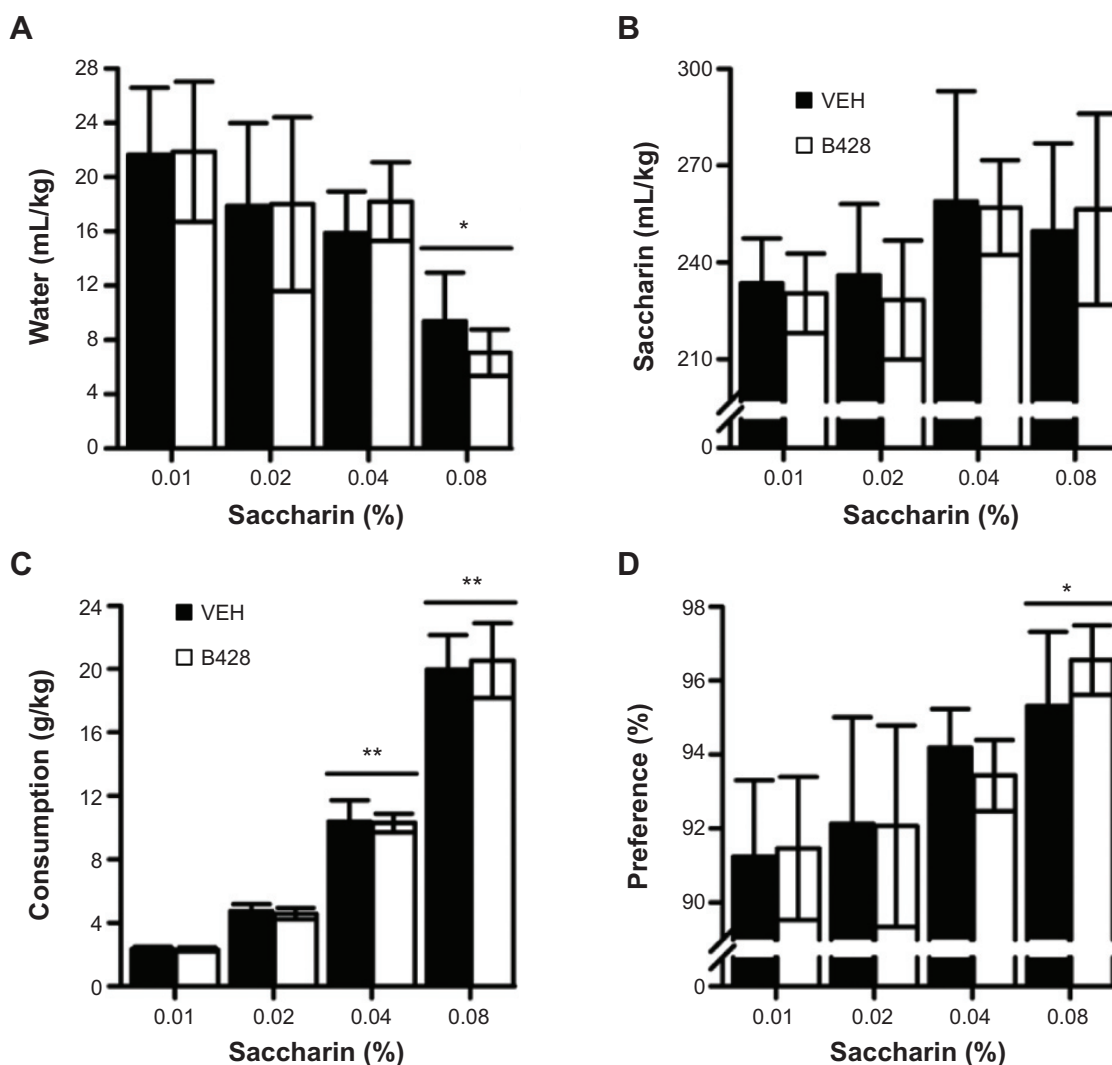 A
Water (mL/kg)
28
24
20
16
12
8
4
0
*
0.01 0.02 0.04 0.08
Saccharin (%)
B
Saccharin (mL/kg)
300
270
240
210
0
VEH
B428
0.01 0.02 0.04 0.08
Saccharin (%)
C
Consumption (g/kg)
24
20
16
12
8
4
0
VEH
B428
**
**
0.01 0.02 0.04 0.08
Saccharin (%)
D
Preference (%)
98
96
94
92
90
0
*
0.01 0.02 0.04 0.08
Saccharin (%)